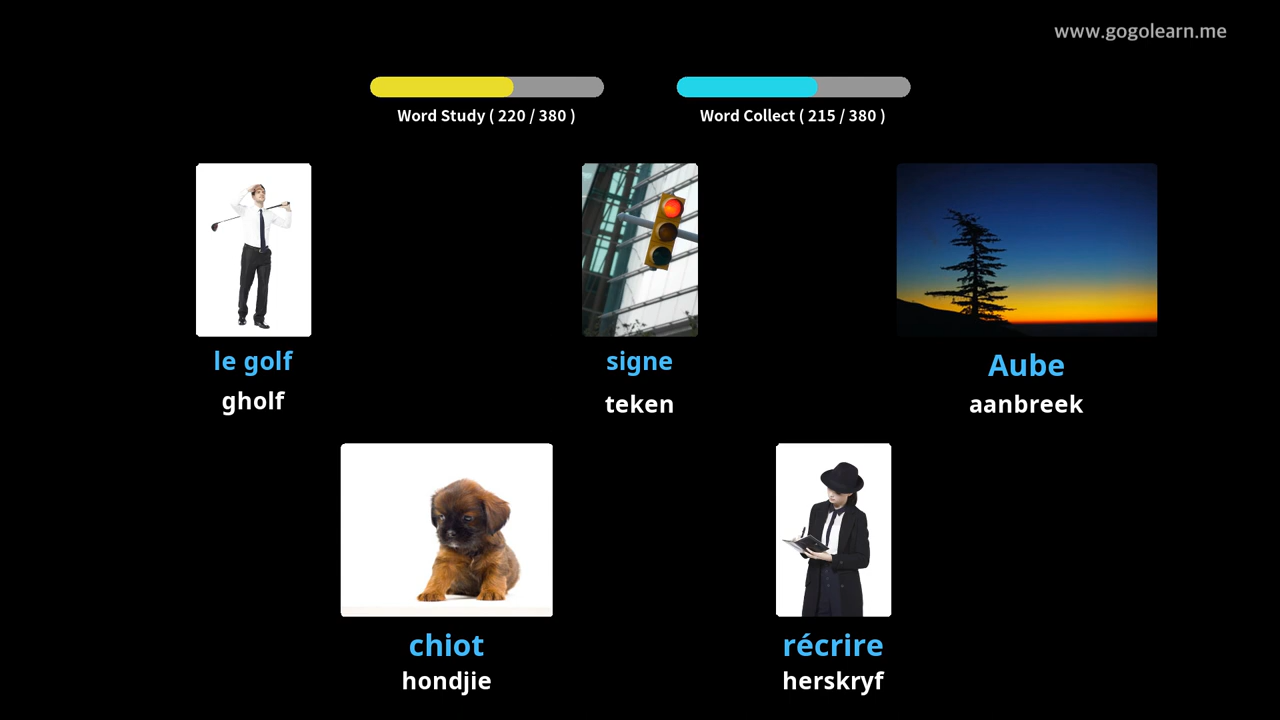 www.gogolearn.me
Word Study ( 220 / 380 )
Word Collect ( 215 / 380 )
le golf
gholf
signe
teken
Aube
aanbreek
chiot
hondjie
récrire
herskryf